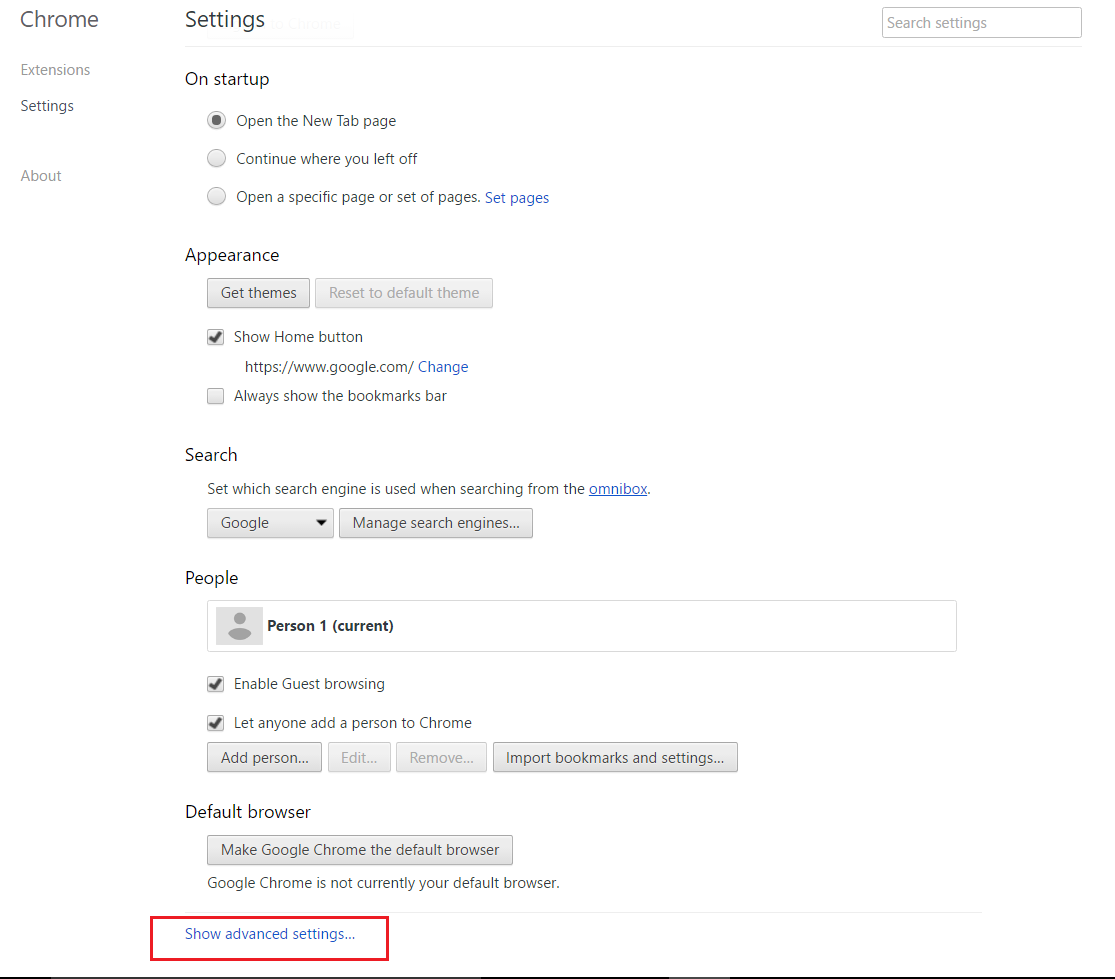 Chrome
Settings
Search settings
Extensions
Settings
About
On startup
Open the New Tab page
Continue where you left off
Open a specific page or set of pages. Set pages
Appearance
Get themes
Reset to default theme
Show Home button
https://www.google.com/ Change
Always show the bookmarks bar
Search
Set which search engine is used when searching from the omnibox.
Google
Manage search engines...
People
Person 1 (current)
Enable Guest browsing
Let anyone add a person to Chrome
Add person...
Edit...
Remove...
Import bookmarks and settings...
Default browser
Make Google Chrome the default browser
Google Chrome is not currently your default browser.
Show advanced settings...